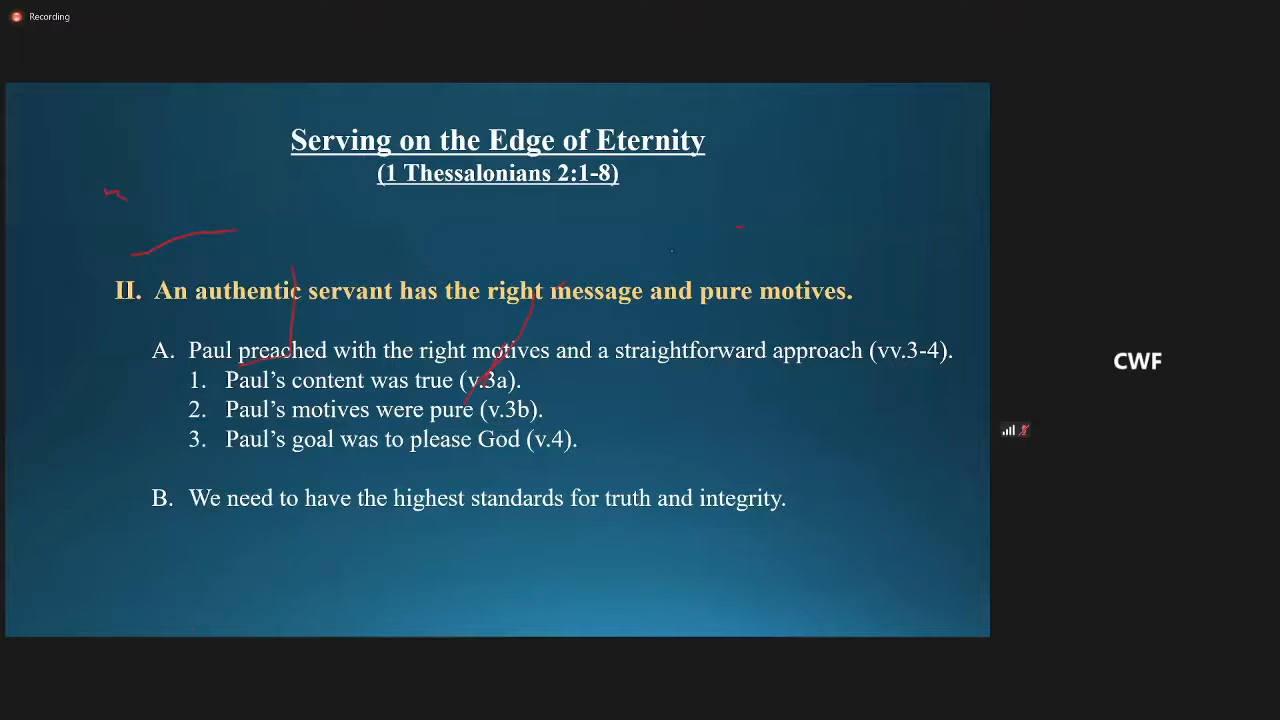 Recording
Serving on the Edge of Eternity
(1 Thessalonians 2:1-8)
II. An authentic servant has the right message and pure motives.
A. Paul preached with the right motives and a straightforward approach (vv.3-4).
1. Paul's content was true (v.3a).
2. Paul's motives were pure (v.3b).
3. Paul's goal was to please God (v.4).
B. We need to have the highest standards for truth and integrity.
CWF